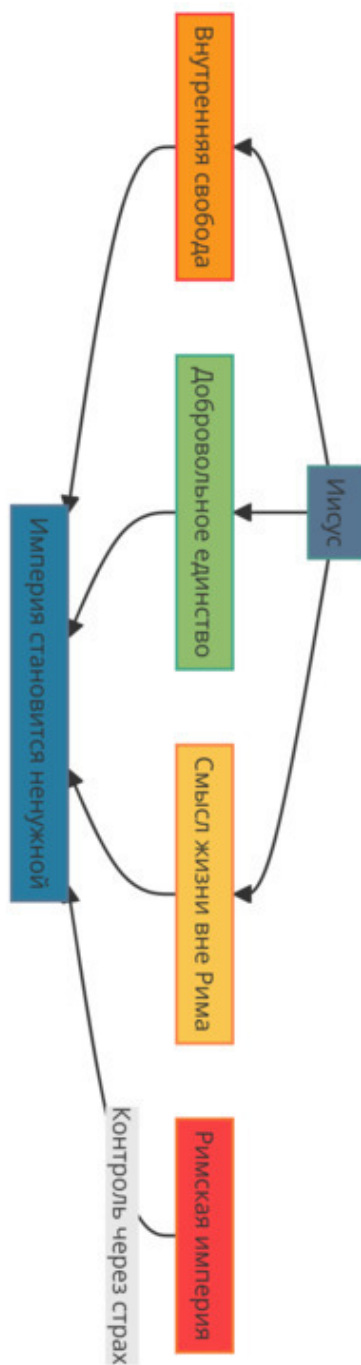 Иисус
Внутренняя свобода
Добровольное единство
Смысл жизни вне Рима
Римская империя
Контроль через страх
Империя становится ненужной